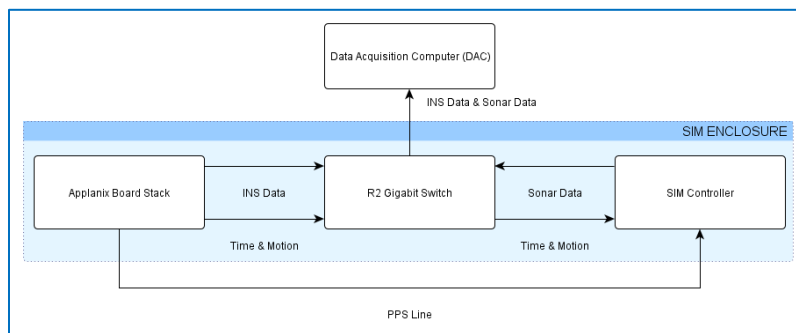 Data Acquisition Computer (DAC)
INS Data & Sonar Data
SIM ENCLOSURE
Applanix Board Stack
INS Data
R2 Gigabit Switch
Sonar Data
SIM Controller
Time & Motion
Time & Motion
PPS Line